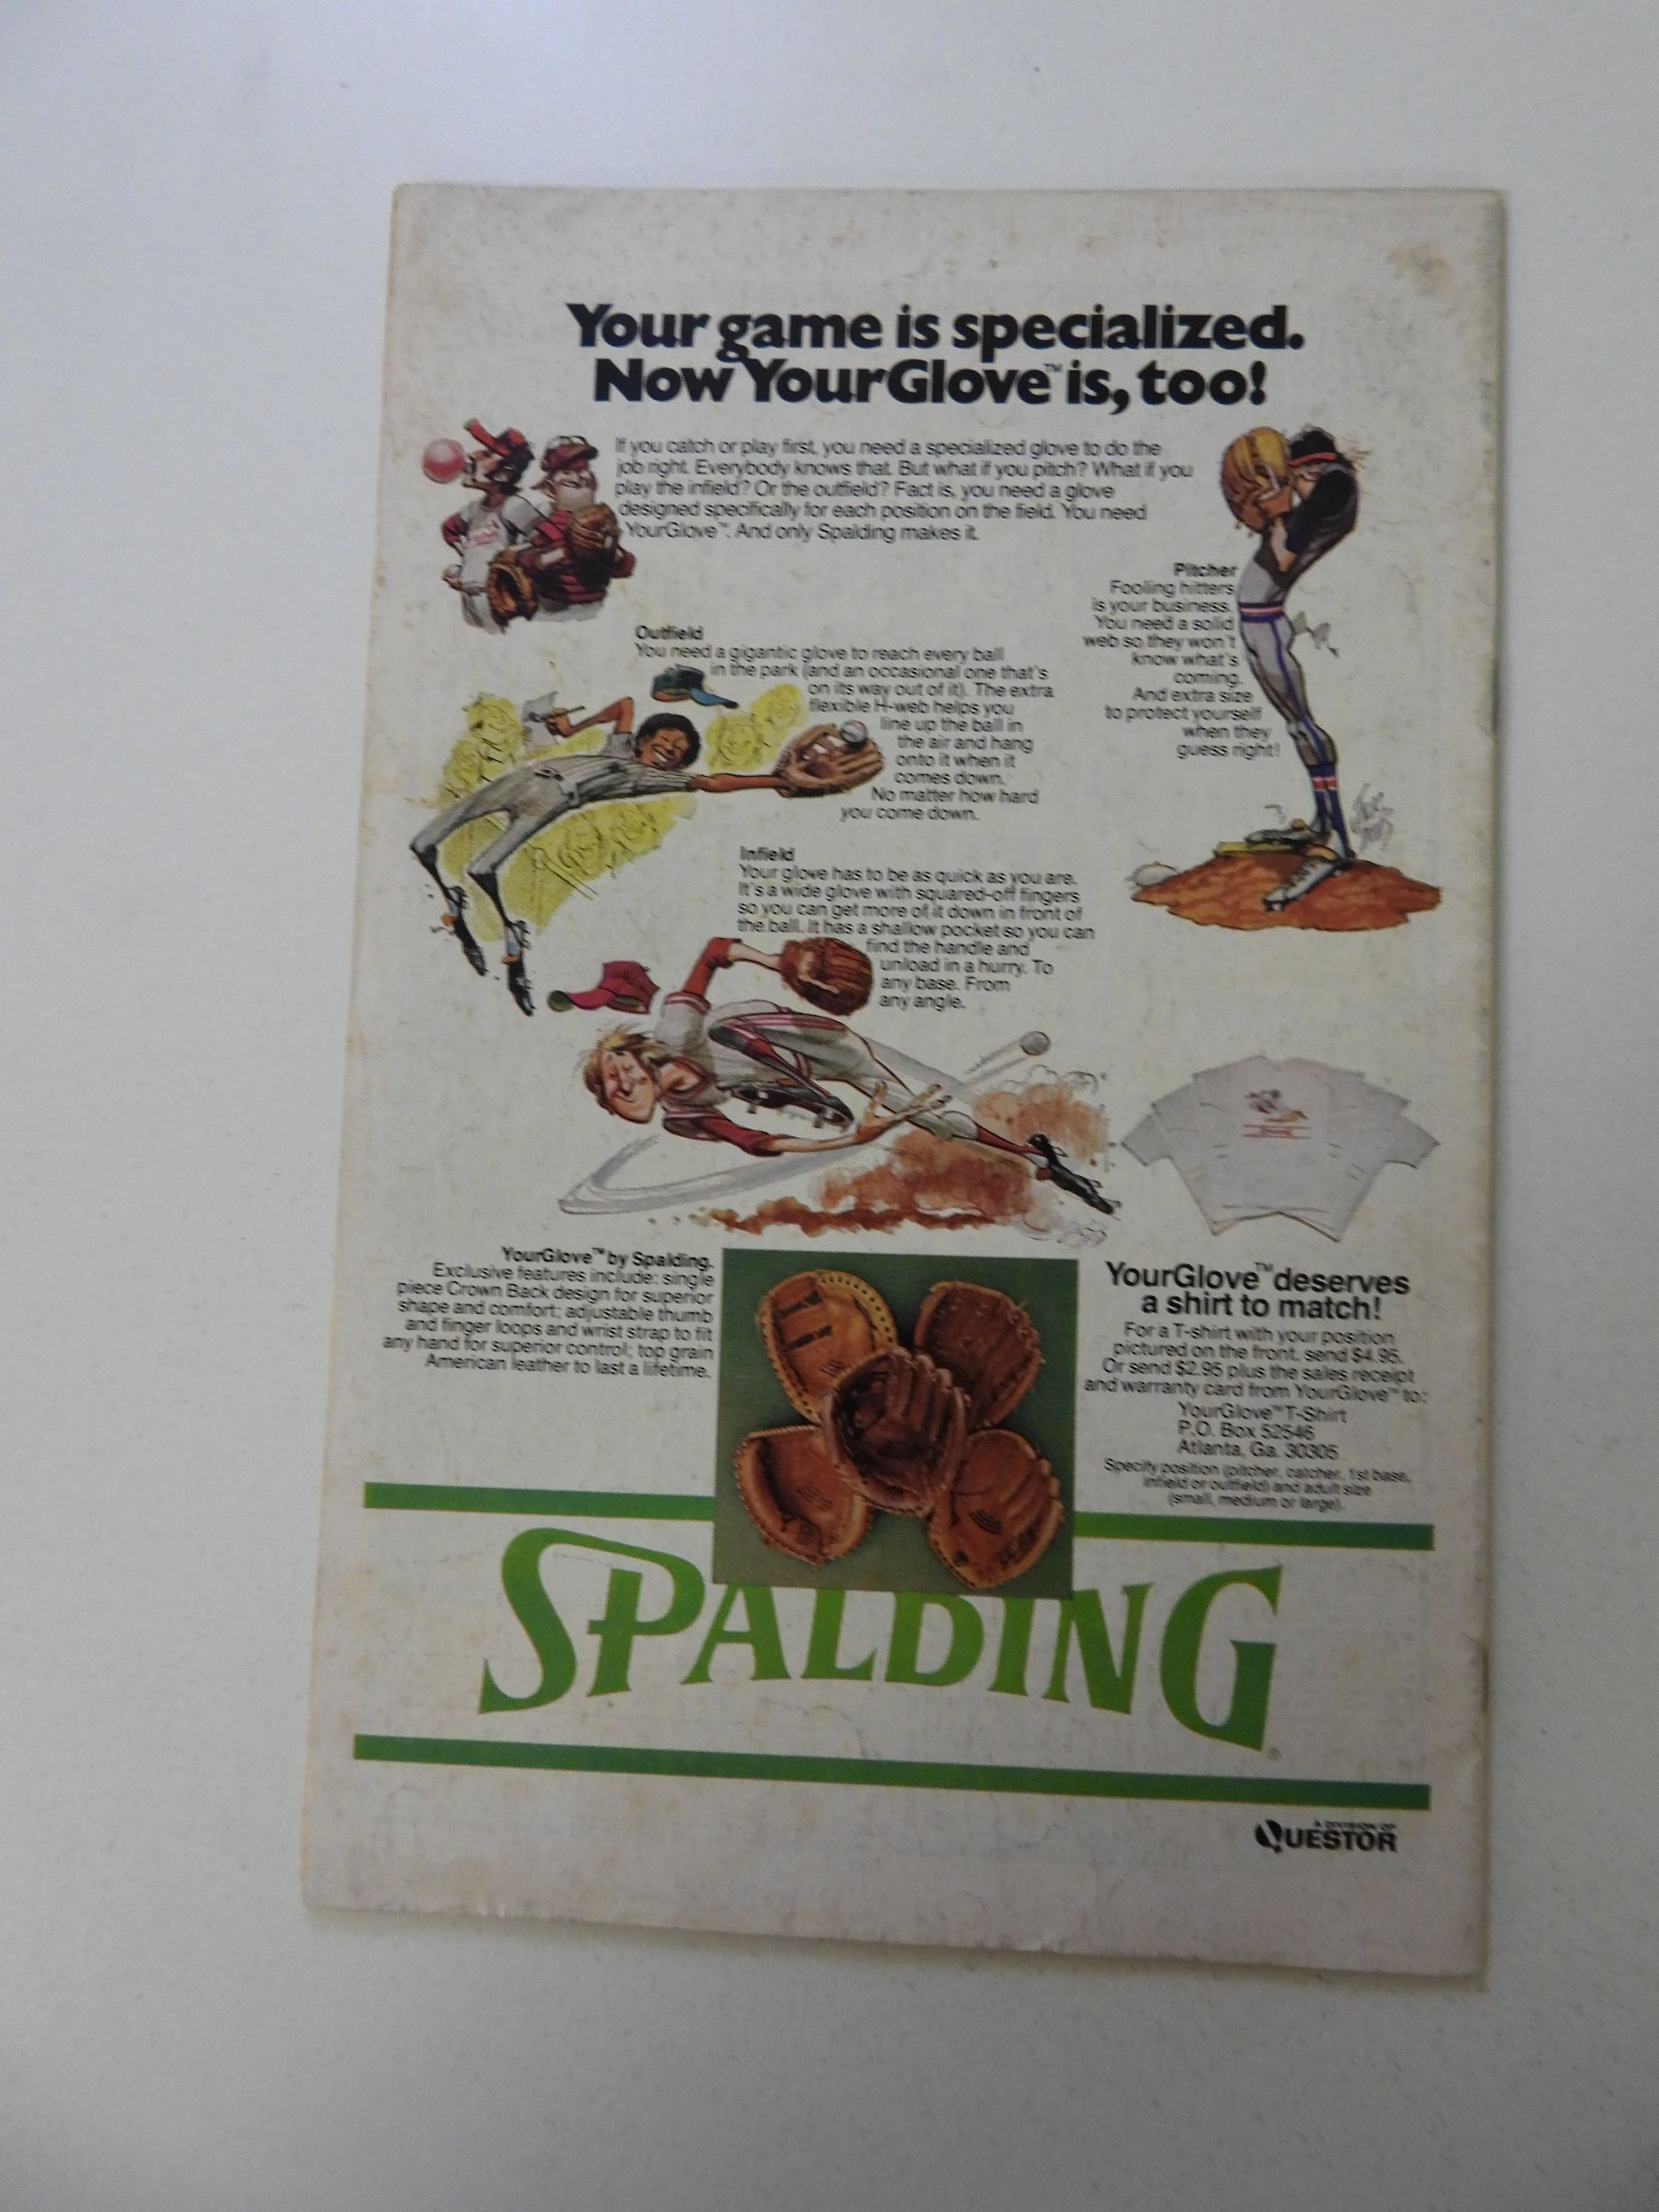 Your game is specialized.
Now YourGlove™ is, too!
If you catch or play first, you need a specialized glove to do the
job right. Everybody knows that. But what if you pitch? What if you
play the infield? Or the outfield? Fact is, you need a glove
designed specifically for each position on the field. You need
YourGlove™. And only Spalding makes it.
Pitcher
Fooling hitters
is your business.
You need a solid
web so they won't
know what's
coming.
And extra size
to protect yourself
when they
guess right!
Outfield
You need a gigantic glove to reach every ball
in the park (and an occasional one that's
on its way out of it). The extra
flexible H-web helps you
line up the ball in
the air and hang
onto it when it
comes down.
No matter how hard
you come down.
Infield
Your glove has to be as quick as you are.
It's a wide glove with squared-off fingers
so you can get more of it down in front of
the ball. It has a shallow pocket so you can
find the handle and
unload in a hurry. To
any base. From
any angle.
YourGlove™ by Spalding.
Exclusive features include: single
piece Crown Back design for superior
shape and comfort; adjustable thumb
and finger loops and wrist strap to fit
any hand for superior control; top grain
American leather to last a lifetime.
YourGlove™ deserves
a shirt to match!
For a T-shirt with your position
pictured on the front, send $4.95.
Or send $2.95 plus the sales receipt
and warranty card from YourGlove™ to:
YourGlove™ T-Shirt
P.O. Box 52546
Atlanta, Ga. 30305
Specify position (pitcher, catcher, 1st base,
infield or outfield) and adult size
(small, medium or large).
SPALDING®
A DIVISION OF
QUESTOR